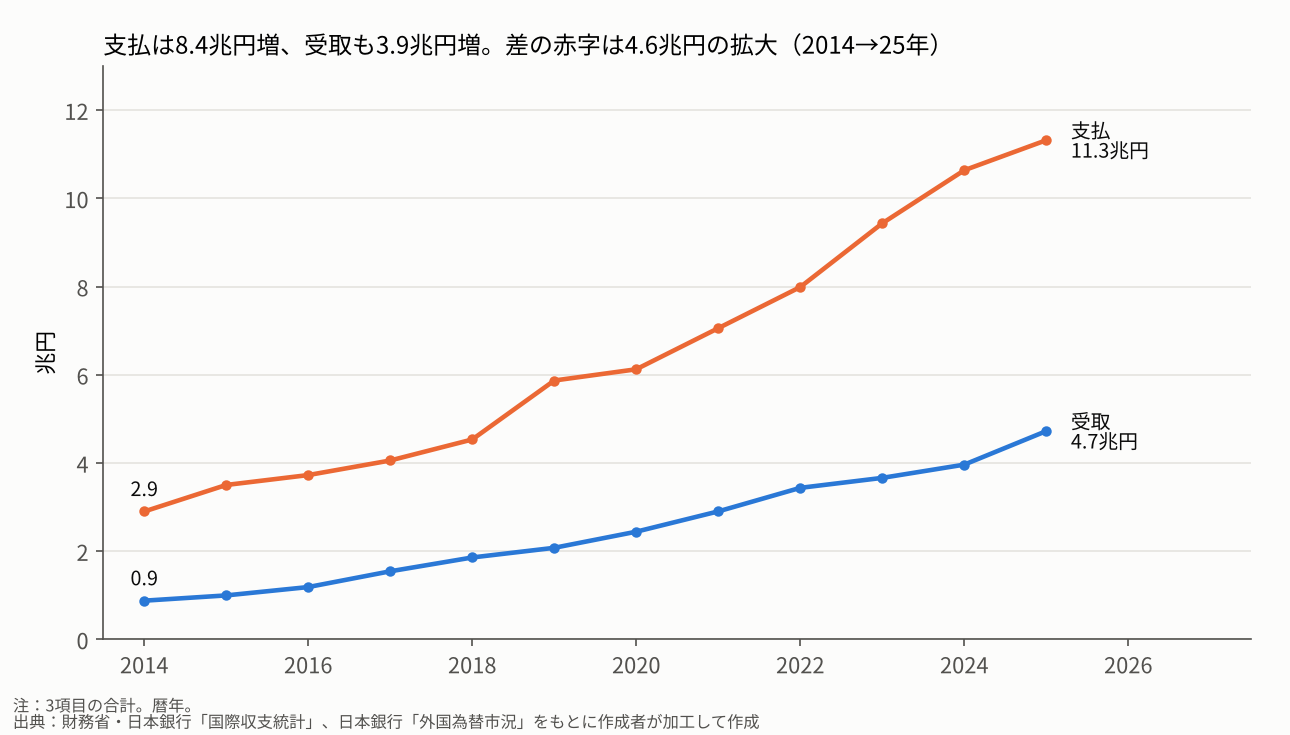 支払は8.4兆円増、受取も3.9兆円増。差の赤字は4.6兆円の拡大（2014→25年）
兆円
12
10
8
6
4
2
0
支払
11.3兆円
受取
4.7兆円
2.9
0.9
2014
2016
2018
2020
2022
2024
2026
注：3項目の合計。暦年。
出典：財務省・日本銀行「国際収支統計」、日本銀行「外国為替市況」をもとに作成者が加工して作成